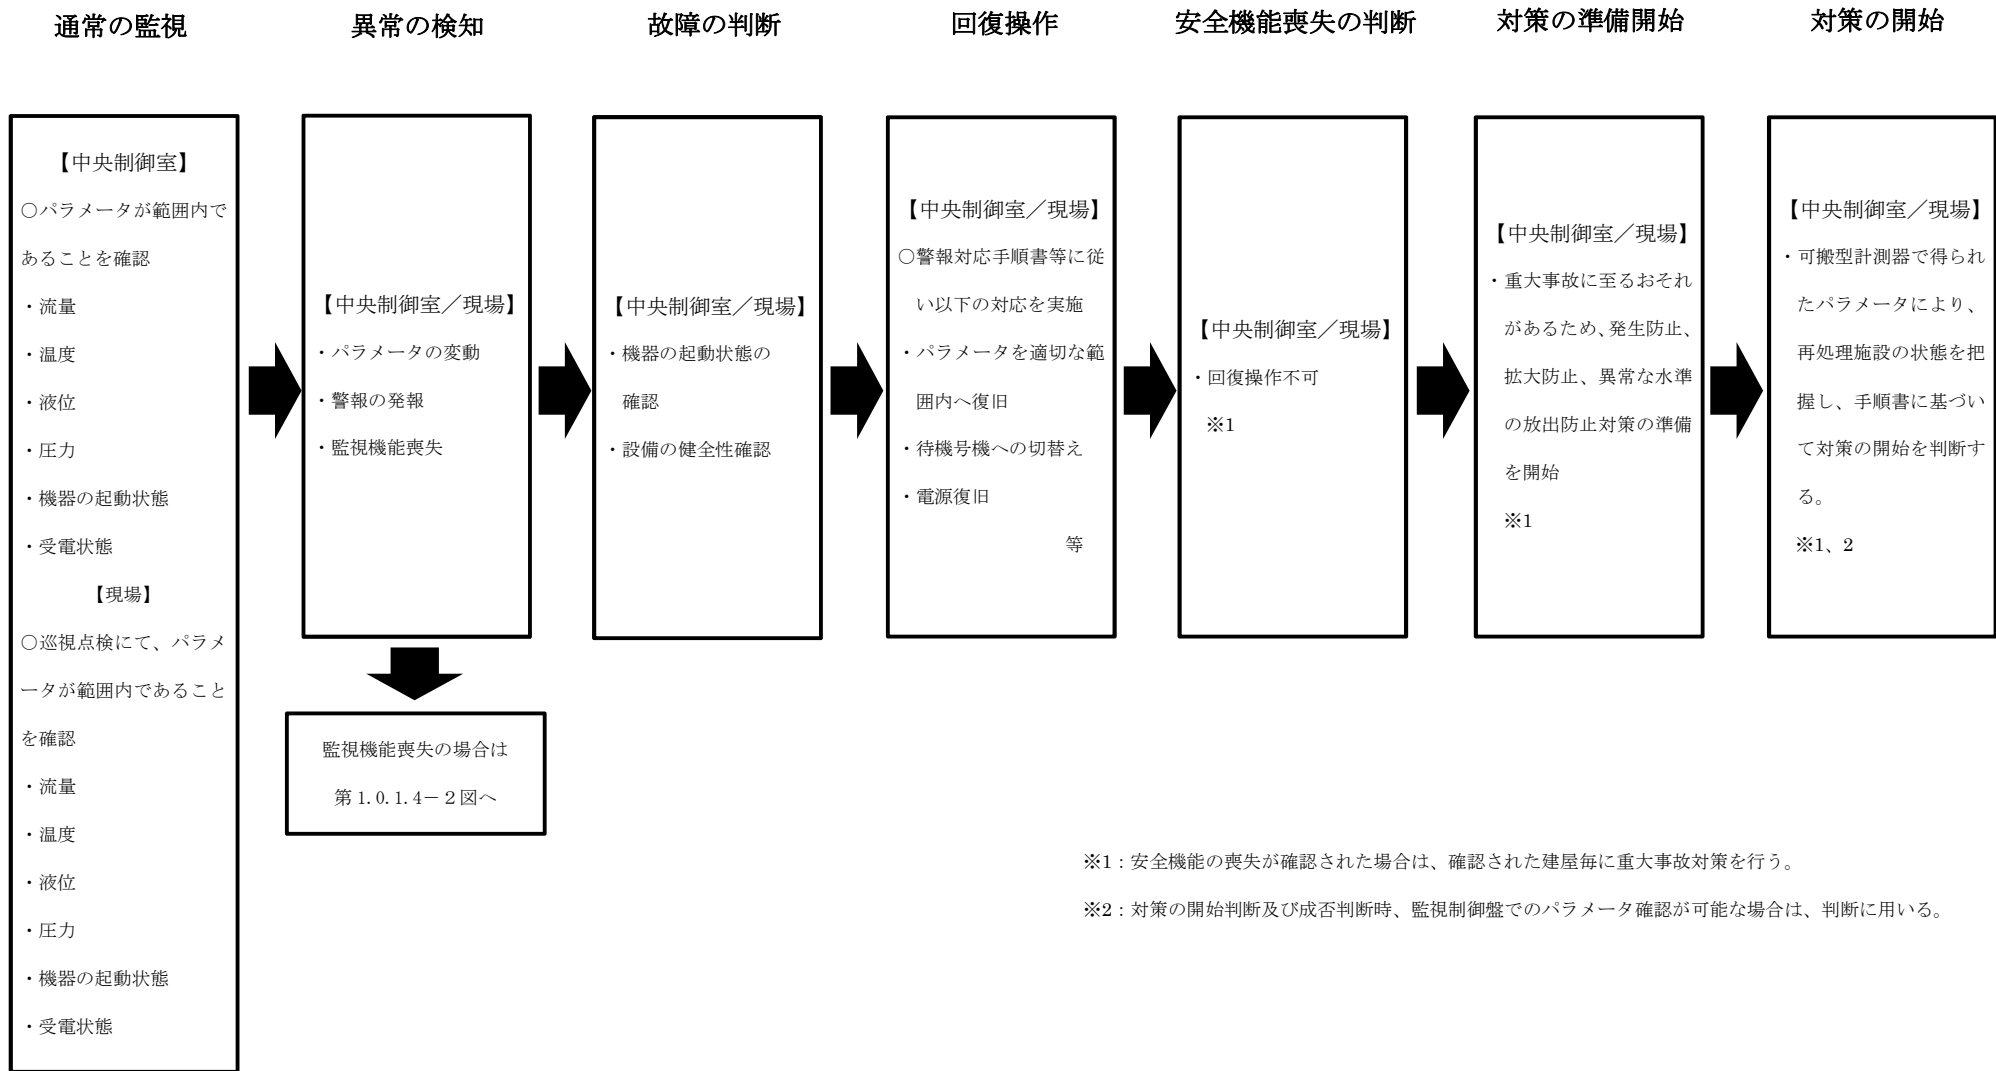 通常の監視
異常の検知
故障の判断
回復操作
安全機能喪失の判断
対策の準備開始
対策の開始
【中央制御室】
○パラメータが範囲内で
あることを確認
・流量
・温度
・液位
・圧力
・機器の起動状態
・受電状態
【現場】
○巡視点検にて、パラメ
ータが範囲内であること
を確認
・流量
・温度
・液位
・圧力
・機器の起動状態
・受電状態
【中央制御室／現場】
・パラメータの変動
・警報の発報
・監視機能喪失
監視機能喪失の場合は
第1.0.1.4－２図へ
【中央制御室／現場】
・機器の起動状態の
確認
・設備の健全性確認
【中央制御室／現場】
○警報対応手順書等に従
い以下の対応を実施
・パラメータを適切な範
囲内へ復旧
・待機号機への切替え
・電源復旧
等
【中央制御室／現場】
・回復操作不可
※1
【中央制御室／現場】
・重大事故に至るおそれ
があるため、発生防止、
拡大防止、異常な水準
の放出防止対策の準備
を開始
※1
【中央制御室／現場】
・可搬型計測器で得られ
たパラメータにより、
再処理施設の状態を把
握し、手順書に基づい
て対策の開始を判断す
る。
※1、2
※1：安全機能の喪失が確認された場合は、確認された建屋毎に重大事故対策を行う。
※2：対策の開始判断及び成否判断時、監視制御盤でのパラメータ確認が可能な場合は、判断に用いる。